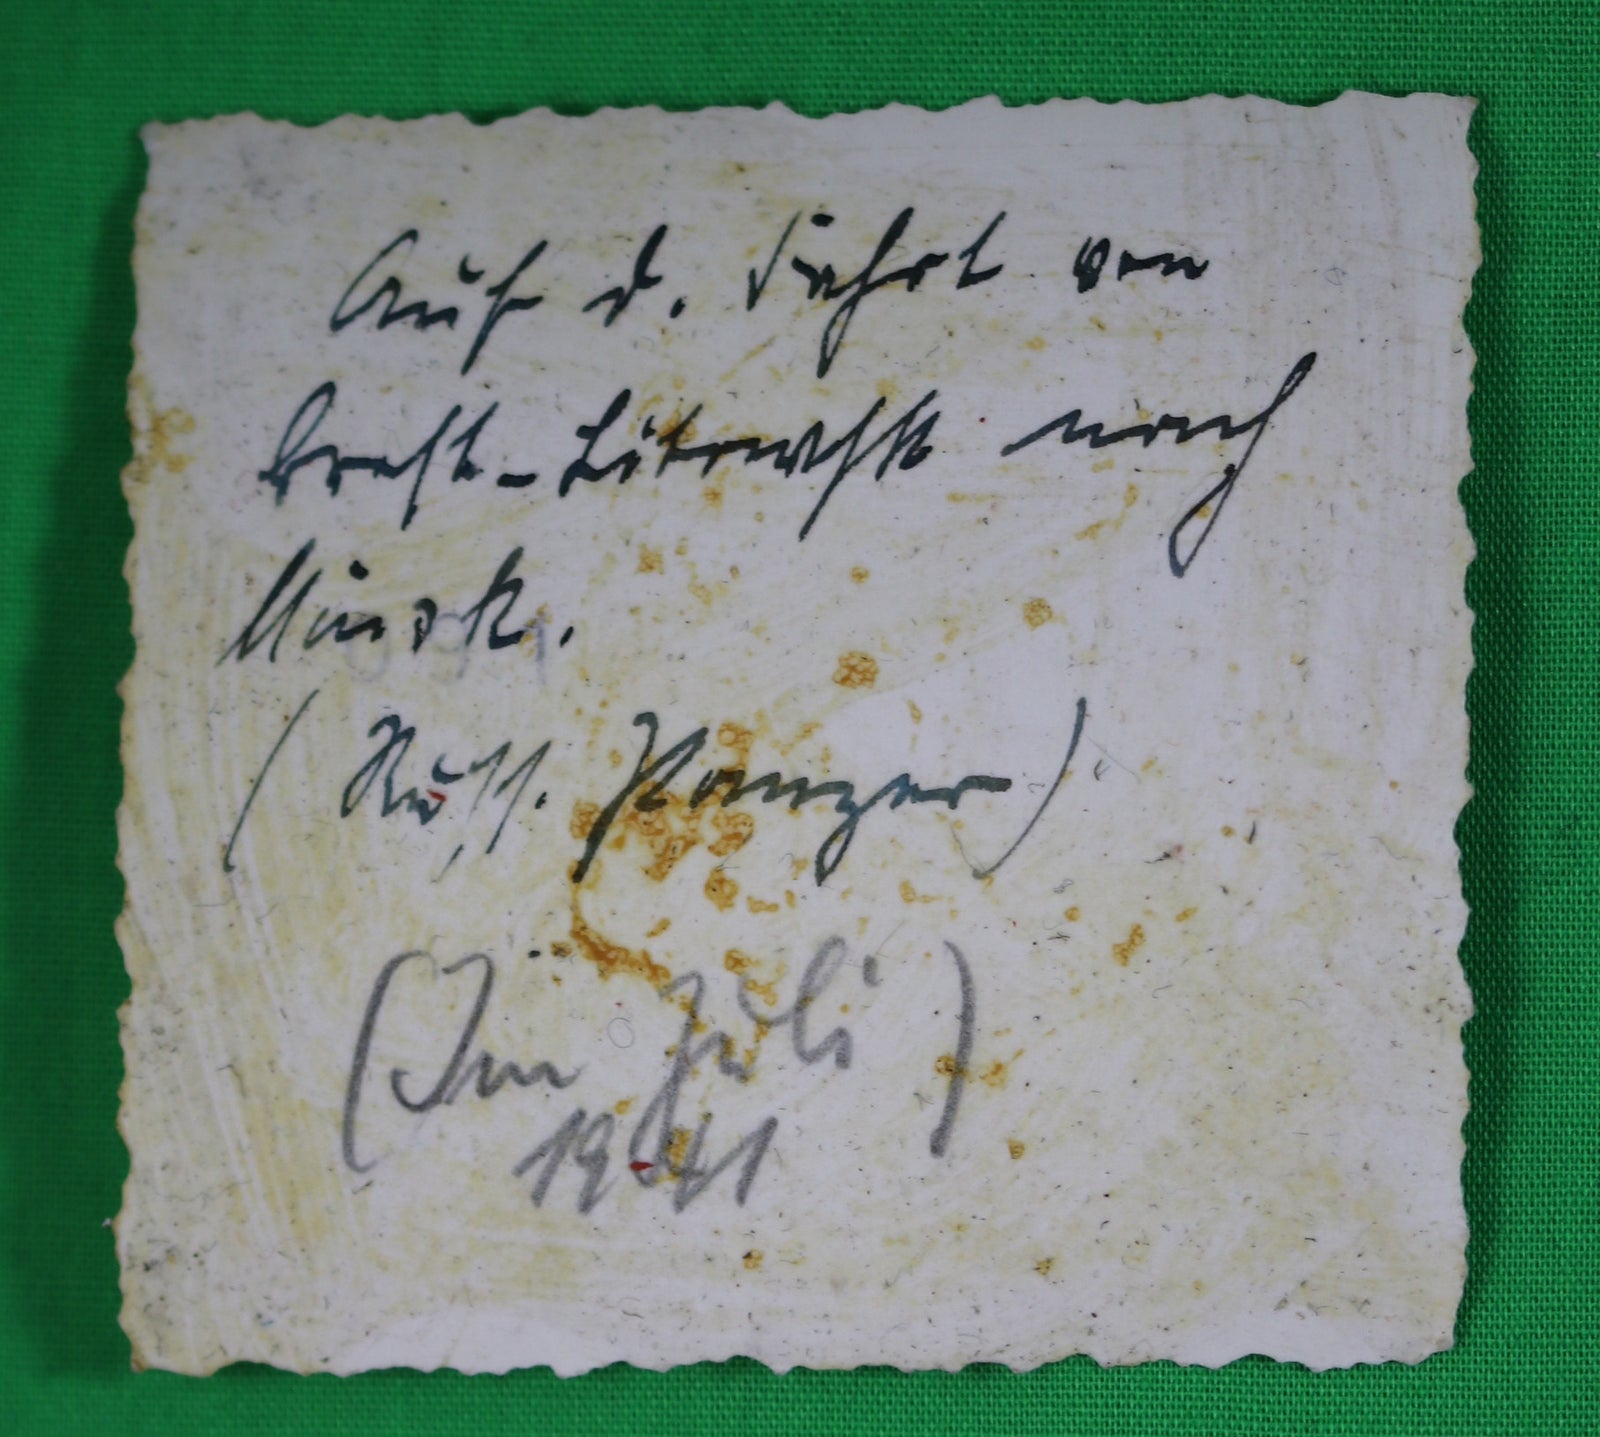 Auf d. Fahrt von
Brest-Litowsk nach
Minsk.
(Russ. Panzer)
(Im Juli)
1941